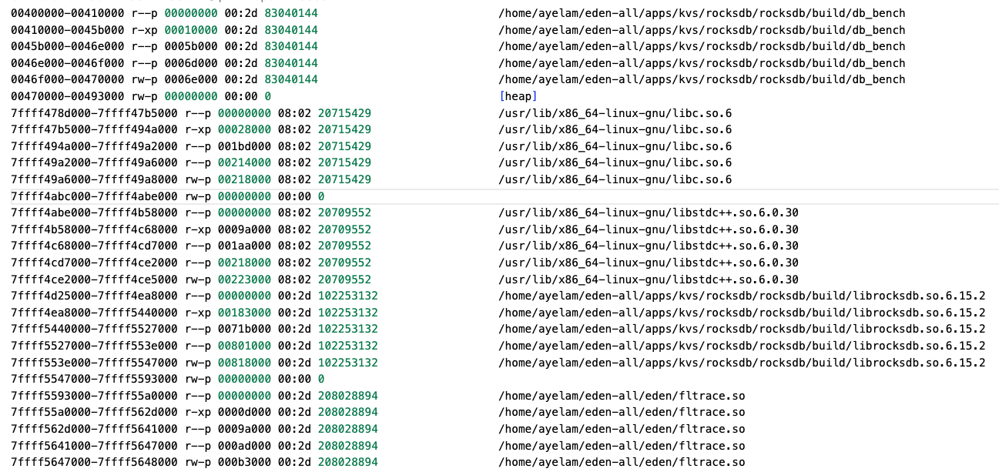 00400000-00410000 r--p 00000000 00:2d 83040144 /home/ayelam/eden-all/apps/kvs/rocksdb/rocksdb/build/db_bench
00410000-0045b000 r-xp 00010000 00:2d 83040144 /home/ayelam/eden-all/apps/kvs/rocksdb/rocksdb/build/db_bench
0045b000-0046e000 r--p 0005b000 00:2d 83040144 /home/ayelam/eden-all/apps/kvs/rocksdb/rocksdb/build/db_bench
0046e000-0046f000 r--p 0006d000 00:2d 83040144 /home/ayelam/eden-all/apps/kvs/rocksdb/rocksdb/build/db_bench
0046f000-00470000 rw-p 0006e000 00:2d 83040144 /home/ayelam/eden-all/apps/kvs/rocksdb/rocksdb/build/db_bench
00470000-00493000 rw-p 00000000 00:00 0 [heap]
7ffff478d000-7ffff47b5000 r--p 00000000 08:02 20715429 /usr/lib/x86_64-linux-gnu/libc.so.6
7ffff47b5000-7ffff494a000 r-xp 00028000 08:02 20715429 /usr/lib/x86_64-linux-gnu/libc.so.6
7ffff494a000-7ffff49a2000 r--p 001bd000 08:02 20715429 /usr/lib/x86_64-linux-gnu/libc.so.6
7ffff49a2000-7ffff49a6000 r--p 00214000 08:02 20715429 /usr/lib/x86_64-linux-gnu/libc.so.6
7ffff49a6000-7ffff49a8000 rw-p 00218000 08:02 20715429 /usr/lib/x86_64-linux-gnu/libc.so.6
7ffff4abc000-7ffff4abe000 rw-p 00000000 00:00 0
7ffff4abe000-7ffff4b58000 r--p 00000000 08:02 20709552 /usr/lib/x86_64-linux-gnu/libstdc++.so.6.0.30
7ffff4b58000-7ffff4c68000 r-xp 0009a000 08:02 20709552 /usr/lib/x86_64-linux-gnu/libstdc++.so.6.0.30
7ffff4c68000-7ffff4cd7000 r--p 001aa000 08:02 20709552 /usr/lib/x86_64-linux-gnu/libstdc++.so.6.0.30
7ffff4cd7000-7ffff4ce2000 r--p 00218000 08:02 20709552 /usr/lib/x86_64-linux-gnu/libstdc++.so.6.0.30
7ffff4ce2000-7ffff4ce5000 rw-p 00223000 08:02 20709552 /usr/lib/x86_64-linux-gnu/libstdc++.so.6.0.30
7ffff4d25000-7ffff4ea8000 r--p 00000000 00:2d 102253132 /home/ayelam/eden-all/apps/kvs/rocksdb/rocksdb/build/librocksdb.so.6.15.2
7ffff4ea8000-7ffff5440000 r-xp 00183000 00:2d 102253132 /home/ayelam/eden-all/apps/kvs/rocksdb/rocksdb/build/librocksdb.so.6.15.2
7ffff5440000-7ffff5527000 r--p 0071b000 00:2d 102253132 /home/ayelam/eden-all/apps/kvs/rocksdb/rocksdb/build/librocksdb.so.6.15.2
7ffff5527000-7ffff553e000 r--p 00801000 00:2d 102253132 /home/ayelam/eden-all/apps/kvs/rocksdb/rocksdb/build/librocksdb.so.6.15.2
7ffff553e000-7ffff5547000 rw-p 00818000 00:2d 102253132 /home/ayelam/eden-all/apps/kvs/rocksdb/rocksdb/build/librocksdb.so.6.15.2
7ffff5547000-7ffff5593000 rw-p 00000000 00:00 0
7ffff5593000-7ffff55a0000 r--p 00000000 00:2d 208028894 /home/ayelam/eden-all/eden/fltrace.so
7ffff55a0000-7ffff562d000 r-xp 0000d000 00:2d 208028894 /home/ayelam/eden-all/eden/fltrace.so
7ffff562d000-7ffff5641000 r--p 0009a000 00:2d 208028894 /home/ayelam/eden-all/eden/fltrace.so
7ffff5641000-7ffff5647000 r--p 000ad000 00:2d 208028894 /home/ayelam/eden-all/eden/fltrace.so
7ffff5647000-7ffff5648000 rw-p 000b3000 00:2d 208028894 /home/ayelam/eden-all/eden/fltrace.so